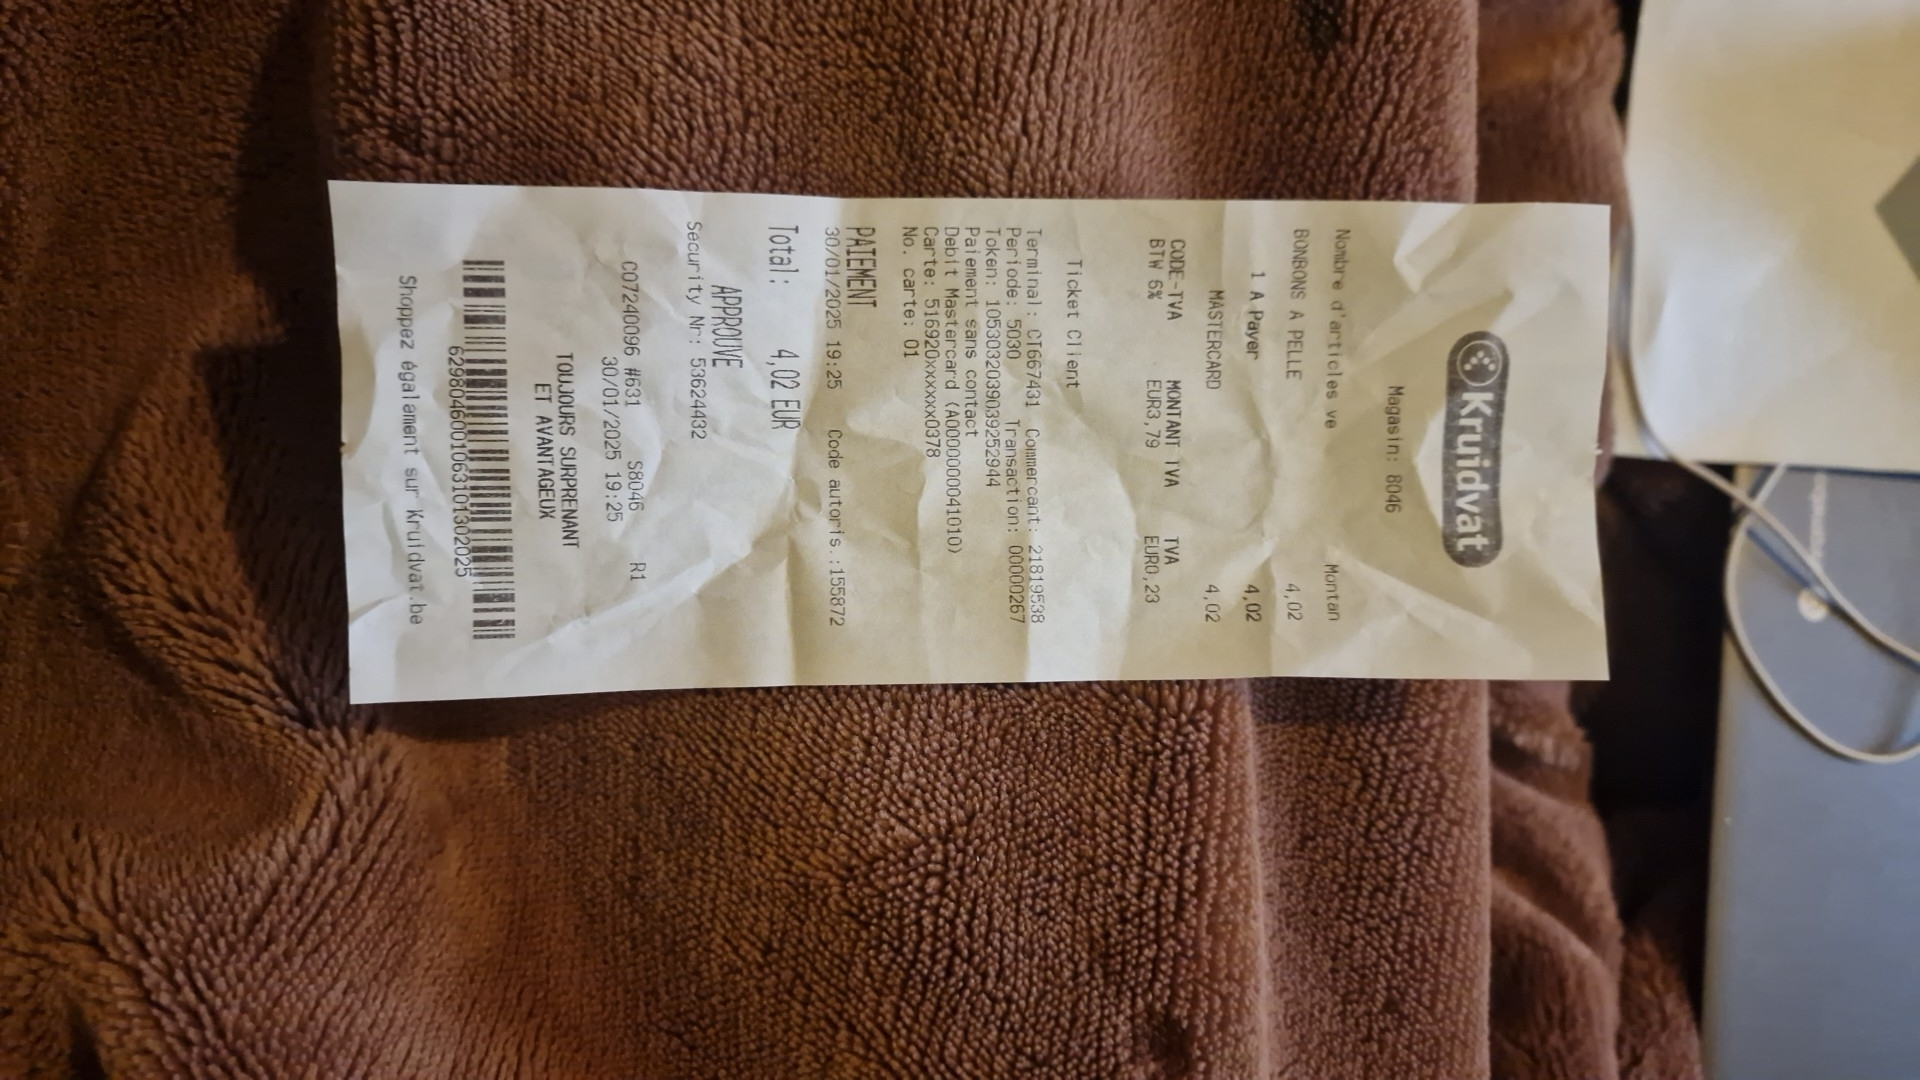 Kruidvat
Magasin: 8046
Nombre d'articles ve Montan
BONBONS A PELLE 4,02
1 A Payer 4,02
MASTERCARD 4,02
CODE-TVA MONTANT TVA TVA
BTW 6% EUR3,79 EUR0,23
Ticket Client
Terminal: CT667431 Commercant: 21819538
Periode: 5030 Transaction: 00000267
Token: 1053032039039252944
Paiement sans contact
Debit Mastercard (A0000000041010)
Carte: 516920xxxxxx0378
No. carte: 01
PAIEMENT
30/01/2025 19:25 Code autoris.:155872
Total: 4,02 EUR
APPROUVE
Security Nr: 53624432
C07240096 #631 S8046 R1
30/01/2025 19:25
TOUJOURS SURPRENANT
ET AVANTAGEUX
Shoppez également sur Kruidvat.be